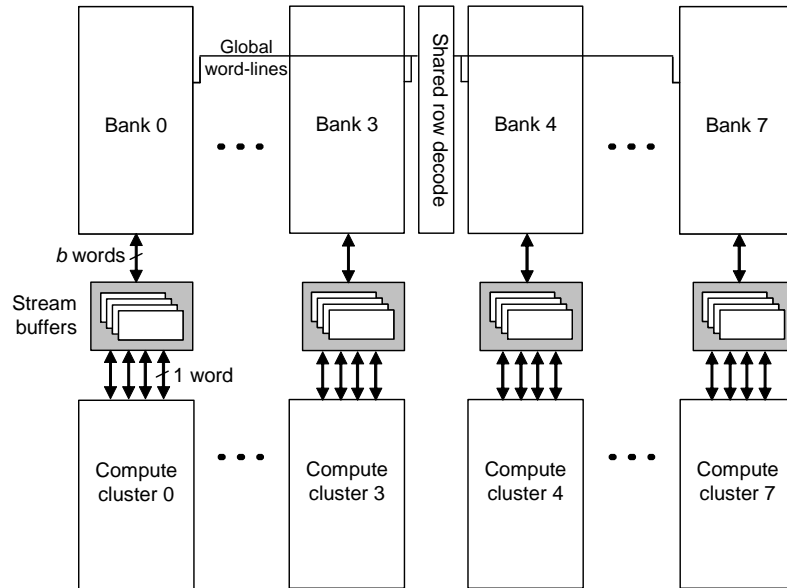 Global
word-lines
Bank 0
Bank 3
Shared row decode
Bank 4
Bank 7
b words
Stream
buffers
1 word
Compute
cluster 0
Compute
cluster 3
Compute
cluster 4
Compute
cluster 7